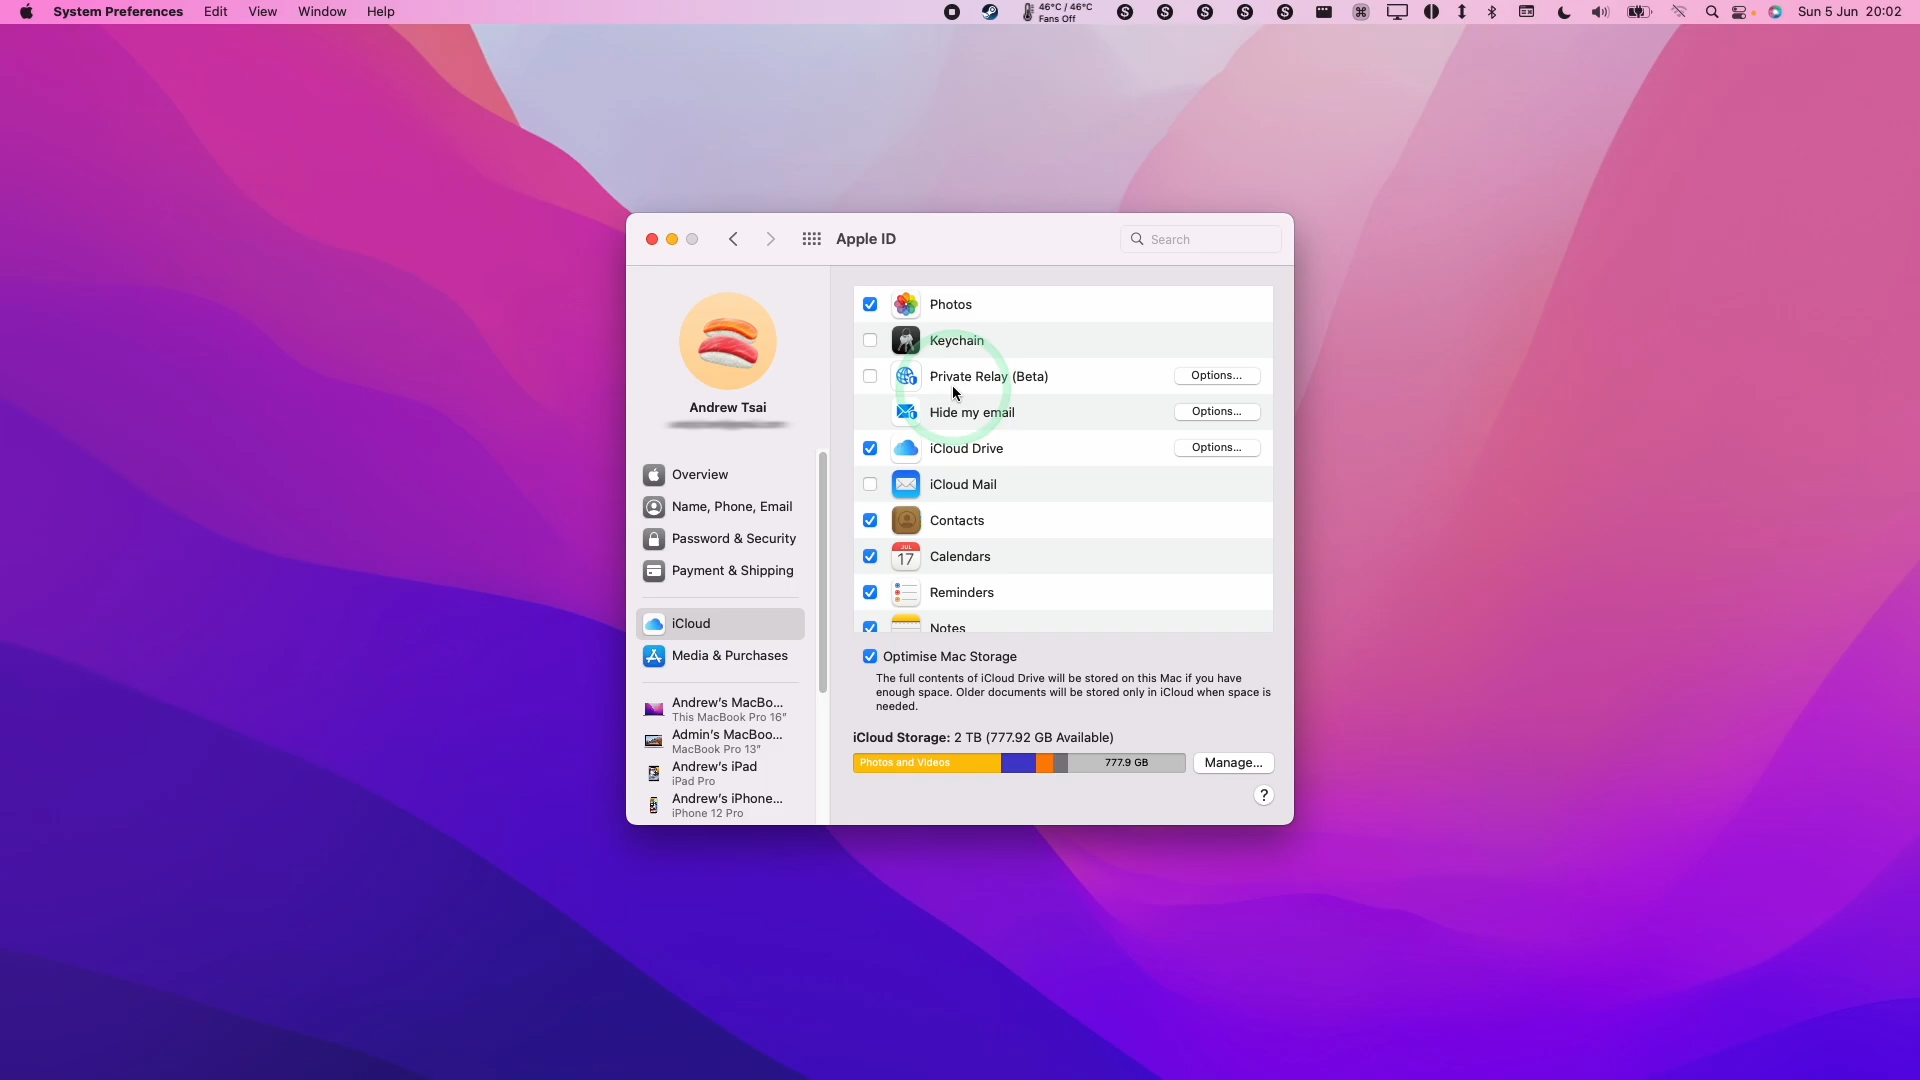 System Preferences Edit View Window Help
46°C / 46°C
Fans Off
Sun 5 Jun 20:02
Apple ID
Search
Andrew Tsai
Overview
Name, Phone, Email
Password & Security
Payment & Shipping
iCloud
Media & Purchases
Andrew's MacBo...
This MacBook Pro 16"
Admin's MacBoo...
MacBook Pro 13"
Andrew's iPad
iPad Pro
Andrew's iPhone...
iPhone 12 Pro
Photos
Keychain
Private Relay (Beta) Options...
Hide my email Options...
iCloud Drive Options...
iCloud Mail
Contacts
JUL
17
Calendars
Reminders
Notes
Optimise Mac Storage
The full contents of iCloud Drive will be stored on this Mac if you have
enough space. Older documents will be stored only in iCloud when space is
needed.
iCloud Storage: 2 TB (777.92 GB Available)
Photos and Videos 777.9 GB Manage...
?